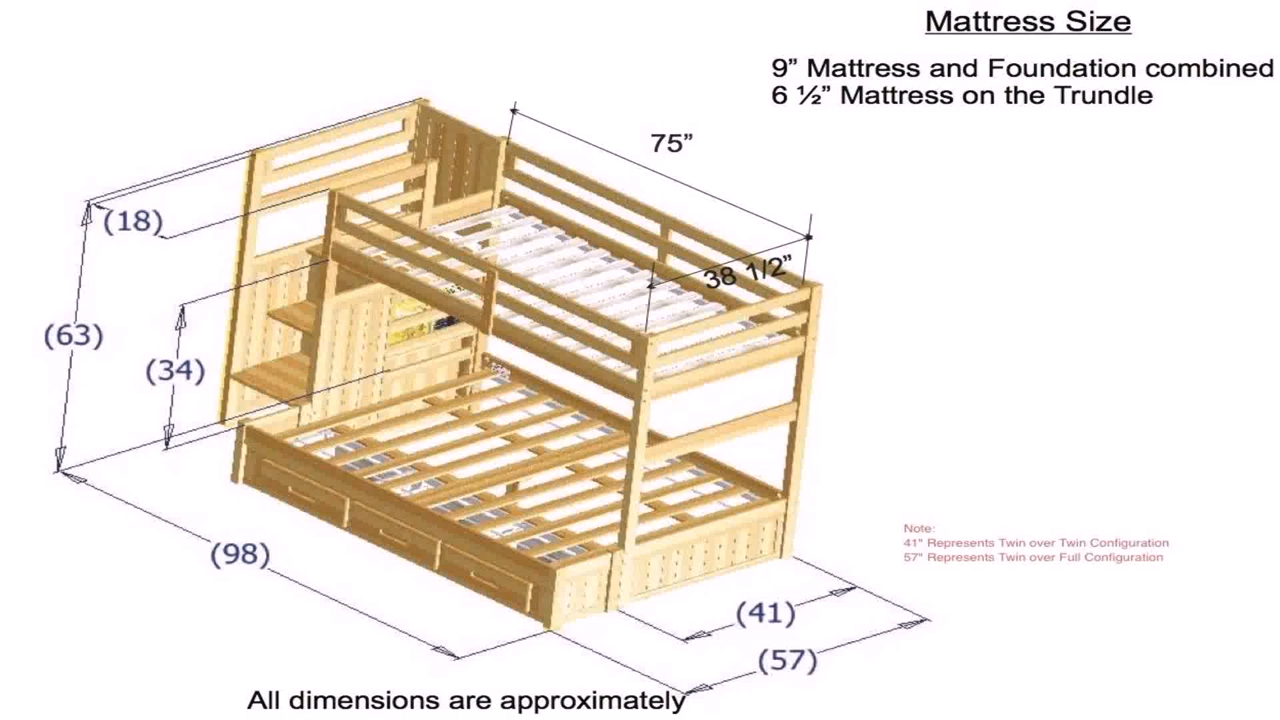 Mattress Size
9” Mattress and Foundation combined
6 ½” Mattress on the Trundle
75”
(18)
38 1/2”
(63)
(34)
Note:
41" Represents Twin over Twin Configuration
57" Represents Twin over Full Configuration
(98)
(41)
(57)
All dimensions are approximately